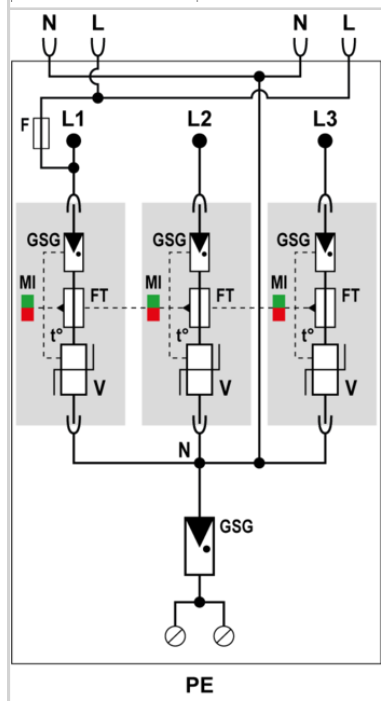 N L N L
F L1 L2 L3
GSG GSG GSG
MI FT MI FT MI FT
t° t° t°
V V V
N
GSG
PE